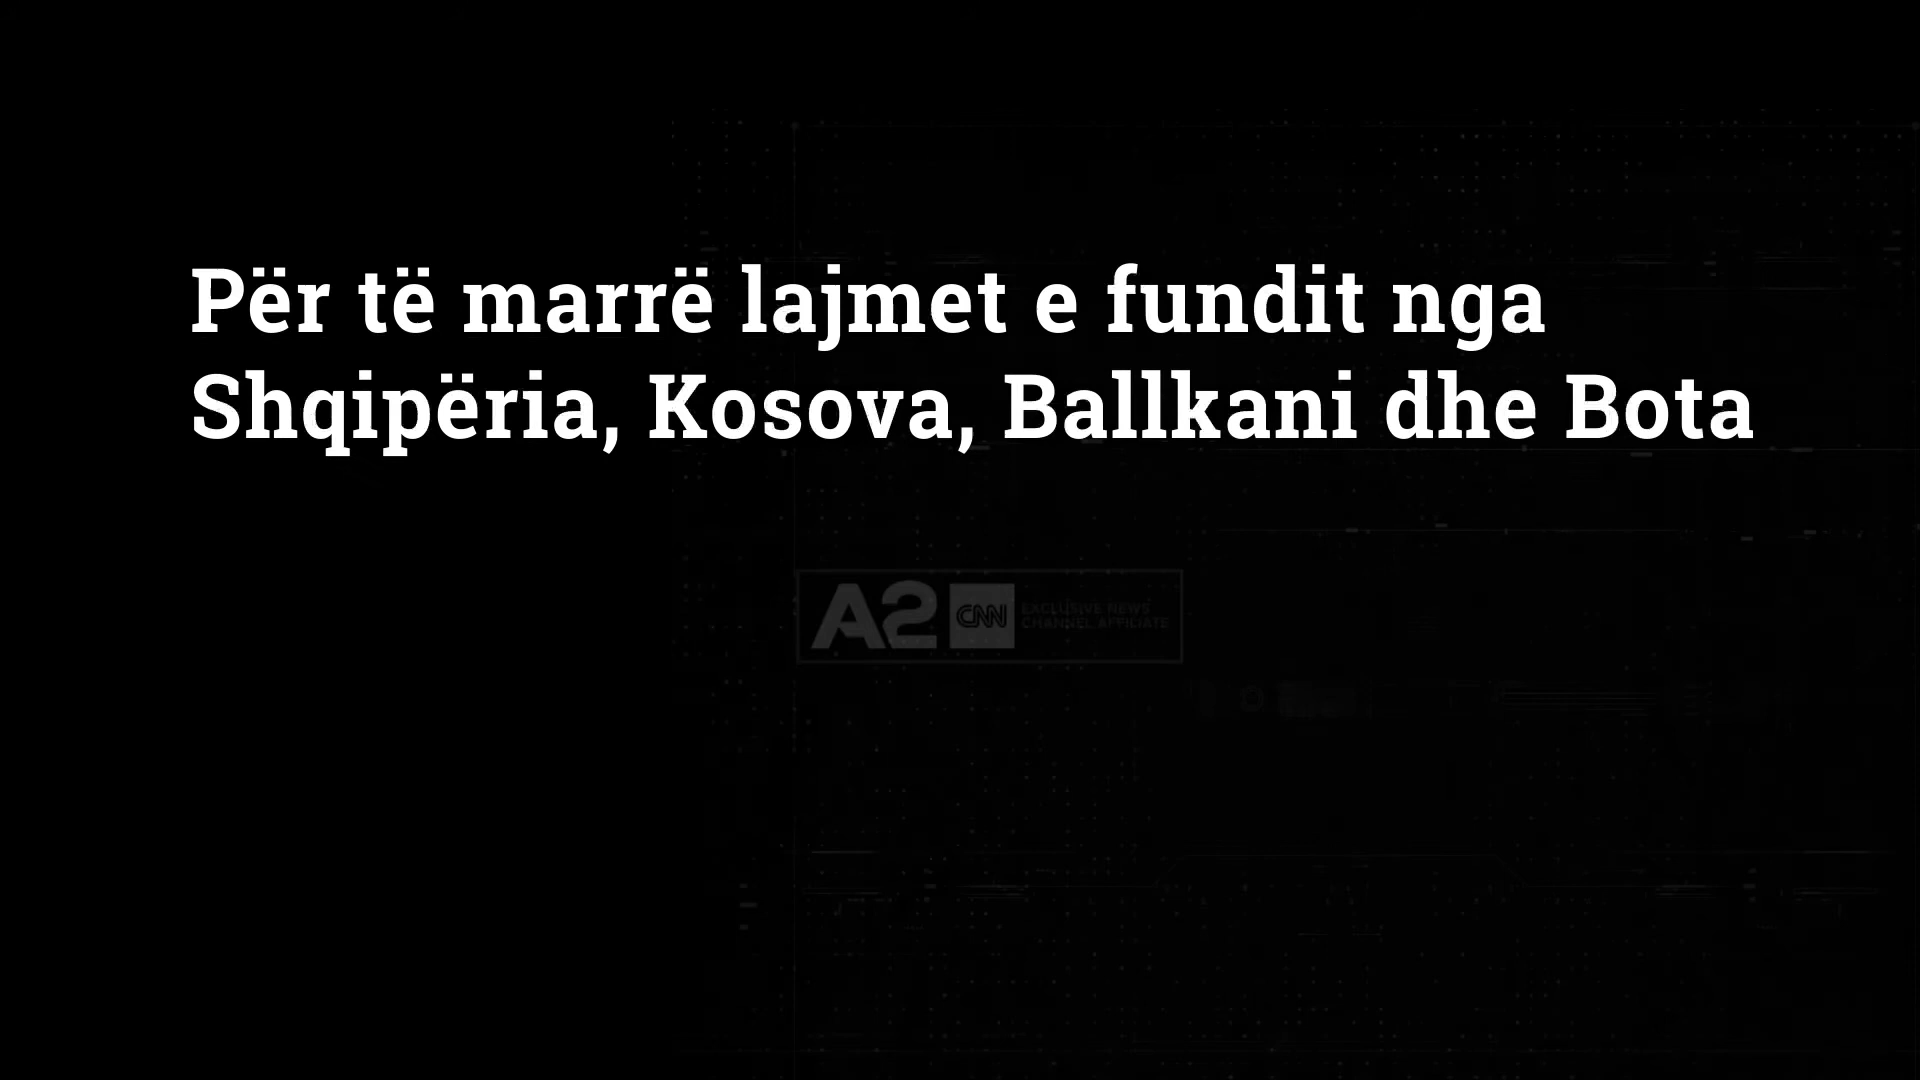 Për të marrë lajmet e fundit nga
Shqipëria, Kosova, Ballkani dhe Bota
A2 CNN EXCLUSIVE NEWS
CHANNEL AFFILIATE